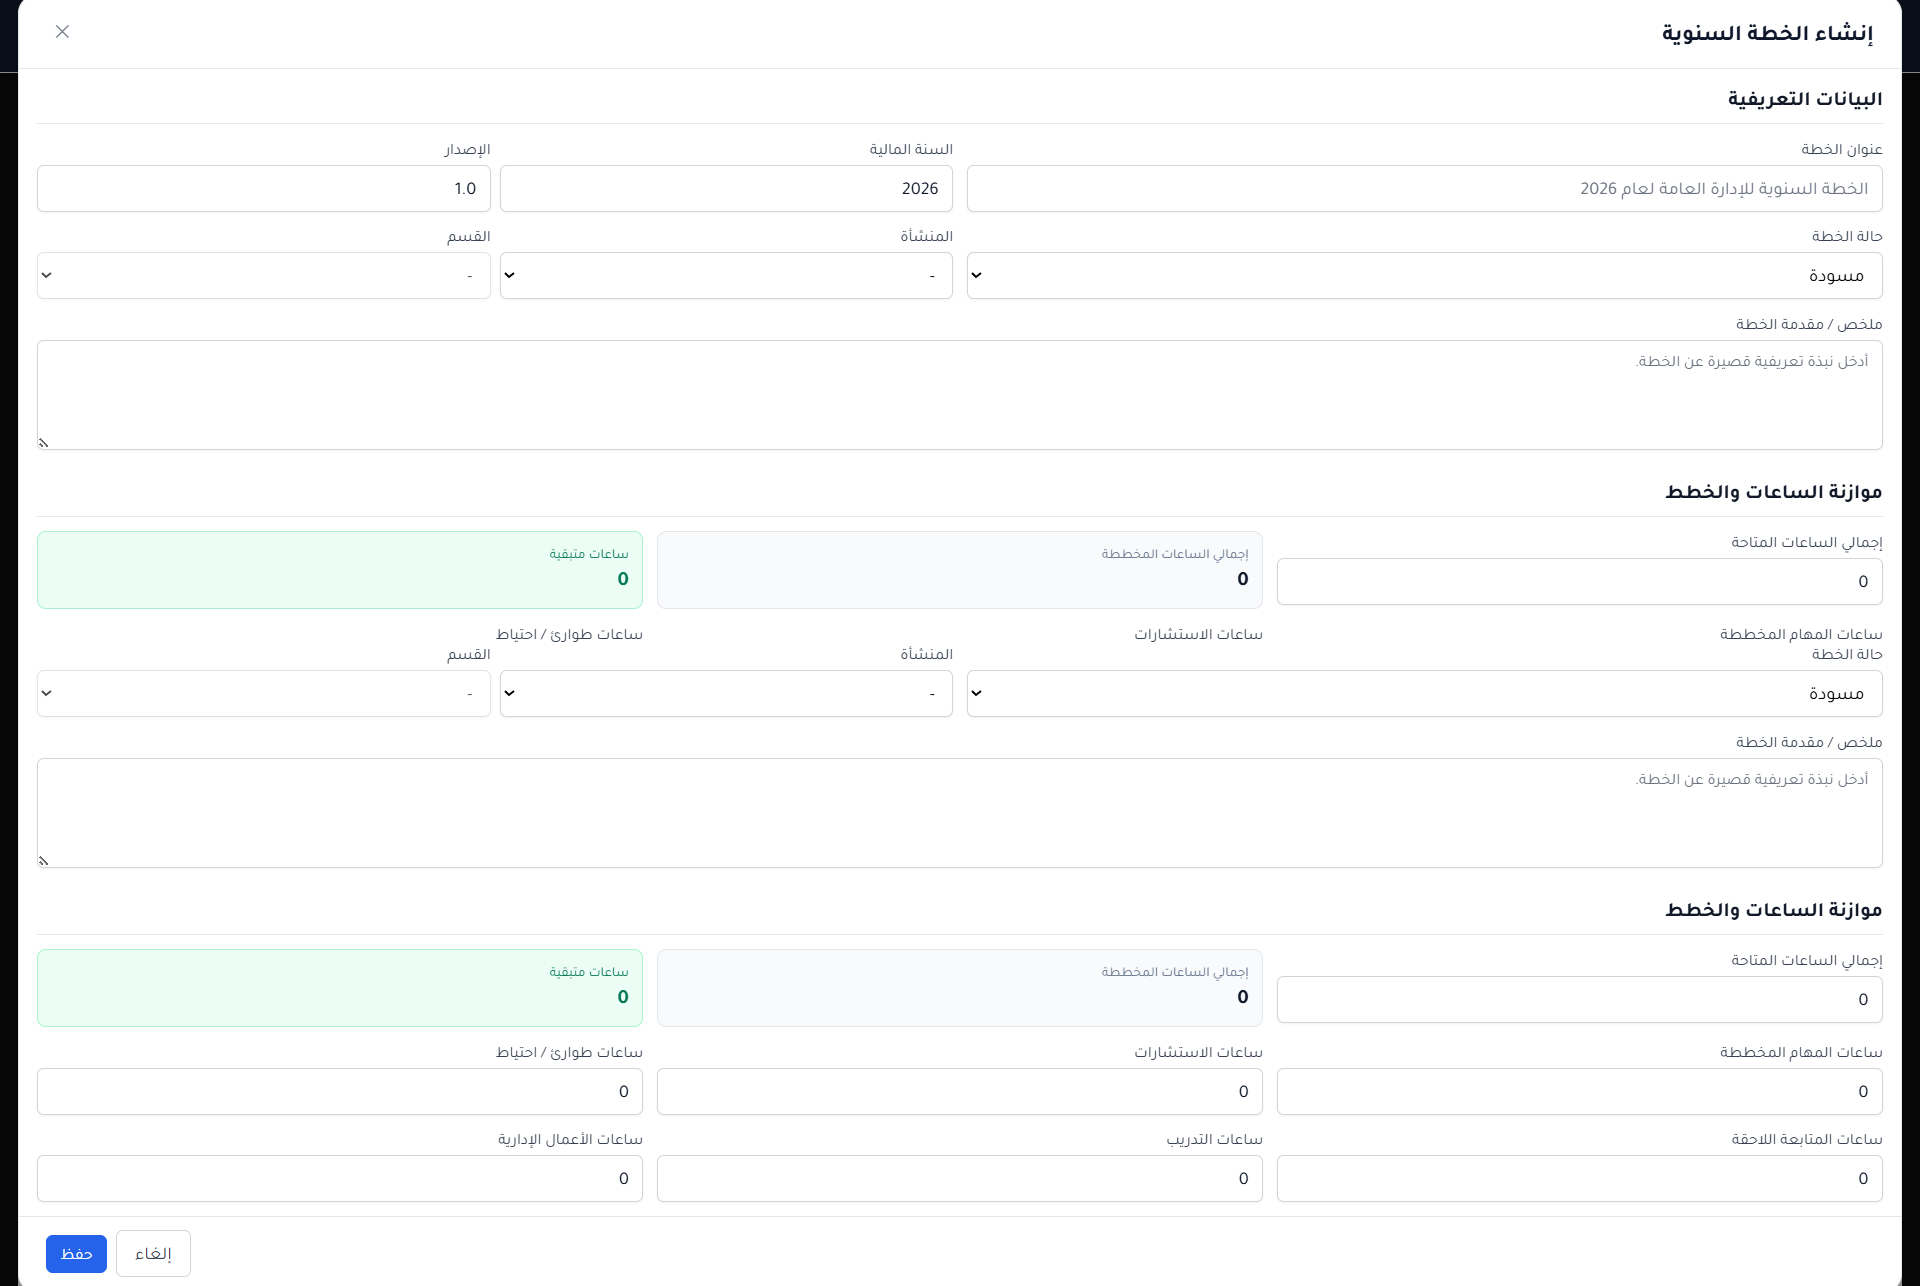 إنشاء الخطة السنوية
البيانات التعريفية
عنوان الخطة
السنة المالية
الإصدار
الخطة السنوية للإدارة العامة لعام 2026
2026
1.0
حالة الخطة
المنشأة
القسم
مسودة
-
-
ملخص / مقدمة الخطة
أدخل نبذة تعريفية قصيرة عن الخطة.
موازنة الساعات والخطط
إجمالي الساعات المتاحة
0
إجمالي الساعات المخططة
0
ساعات متبقية
0
ساعات المهام المخططة
ساعات الاستشارات
ساعات طوارئ / احتياط
حالة الخطة
المنشأة
القسم
مسودة
-
-
ملخص / مقدمة الخطة
أدخل نبذة تعريفية قصيرة عن الخطة.
موازنة الساعات والخطط
إجمالي الساعات المتاحة
0
إجمالي الساعات المخططة
0
ساعات متبقية
0
ساعات المهام المخططة
ساعات الاستشارات
ساعات طوارئ / احتياط
0
0
0
ساعات المتابعة اللاحقة
ساعات التدريب
ساعات الأعمال الإدارية
0
0
0
إلغاء
حفظ